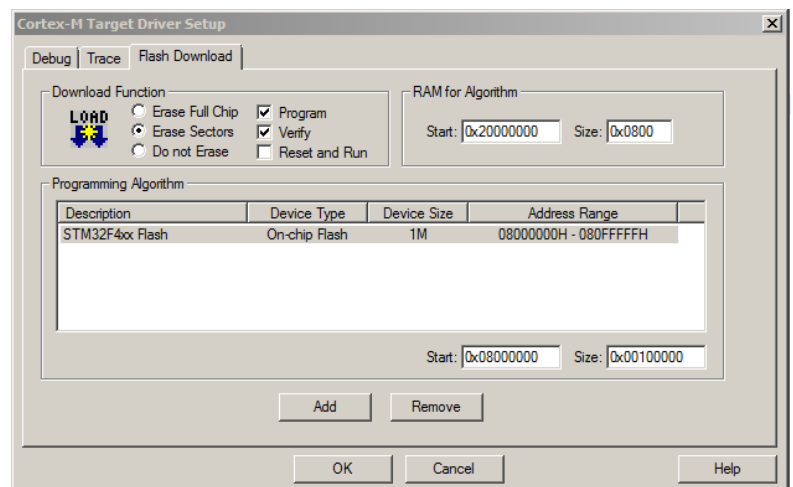 Cortex-M Target Driver Setup
Debug Trace Flash Download
Download Function
LOAD
Erase Full Chip
Erase Sectors
Do not Erase
Program
Verify
Reset and Run
RAM for Algorithm
Start: 0x20000000 Size: 0x0800
Programming Algorithm
Description Device Type Device Size Address Range
STM32F4xx Flash On-chip Flash 1M 08000000H - 080FFFFFH
Start: 0x08000000 Size: 0x00100000
Add Remove
OK Cancel Help